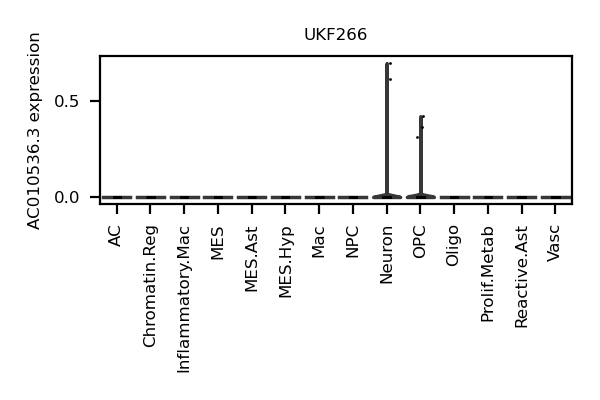 UKF266
AC010536.3 expression
0.5
0.0
AC
Chromatin.Reg
Inflammatory.Mac
MES
MES.Ast
MES.Hyp
Mac
NPC
Neuron
OPC
Oligo
Prolif.Metab
Reactive.Ast
Vasc